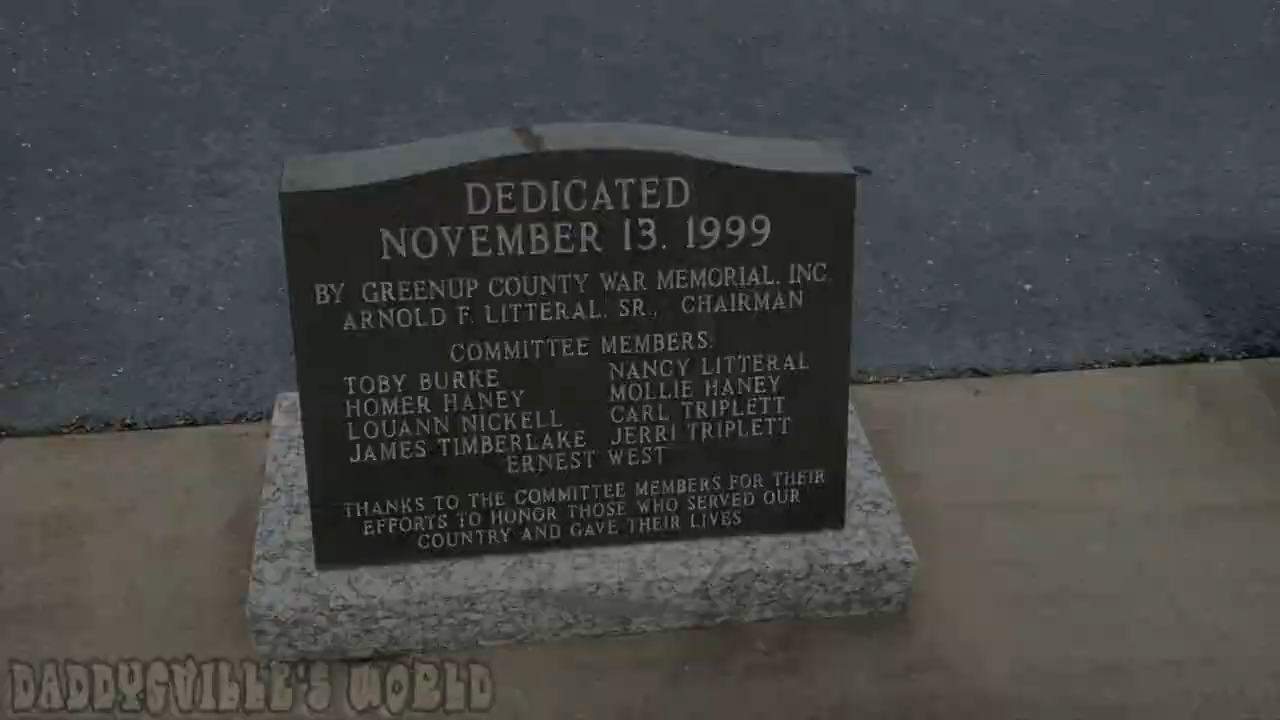 DEDICATED
NOVEMBER 13, 1999
BY GREENUP COUNTY WAR MEMORIAL, INC.
ARNOLD F. LITTERAL, SR., CHAIRMAN
COMMITTEE MEMBERS:
TOBY BURKE NANCY LITTERAL
HOMER HANEY MOLLIE HANEY
LOUANN NICKELL CARL TRIPLETT
JAMES TIMBERLAKE JERRI TRIPLETT
ERNEST WEST
THANKS TO THE COMMITTEE MEMBERS FOR THEIR
EFFORTS TO HONOR THOSE WHO SERVED OUR
COUNTRY AND GAVE THEIR LIVES
DADDYSVILLE'S WORLD